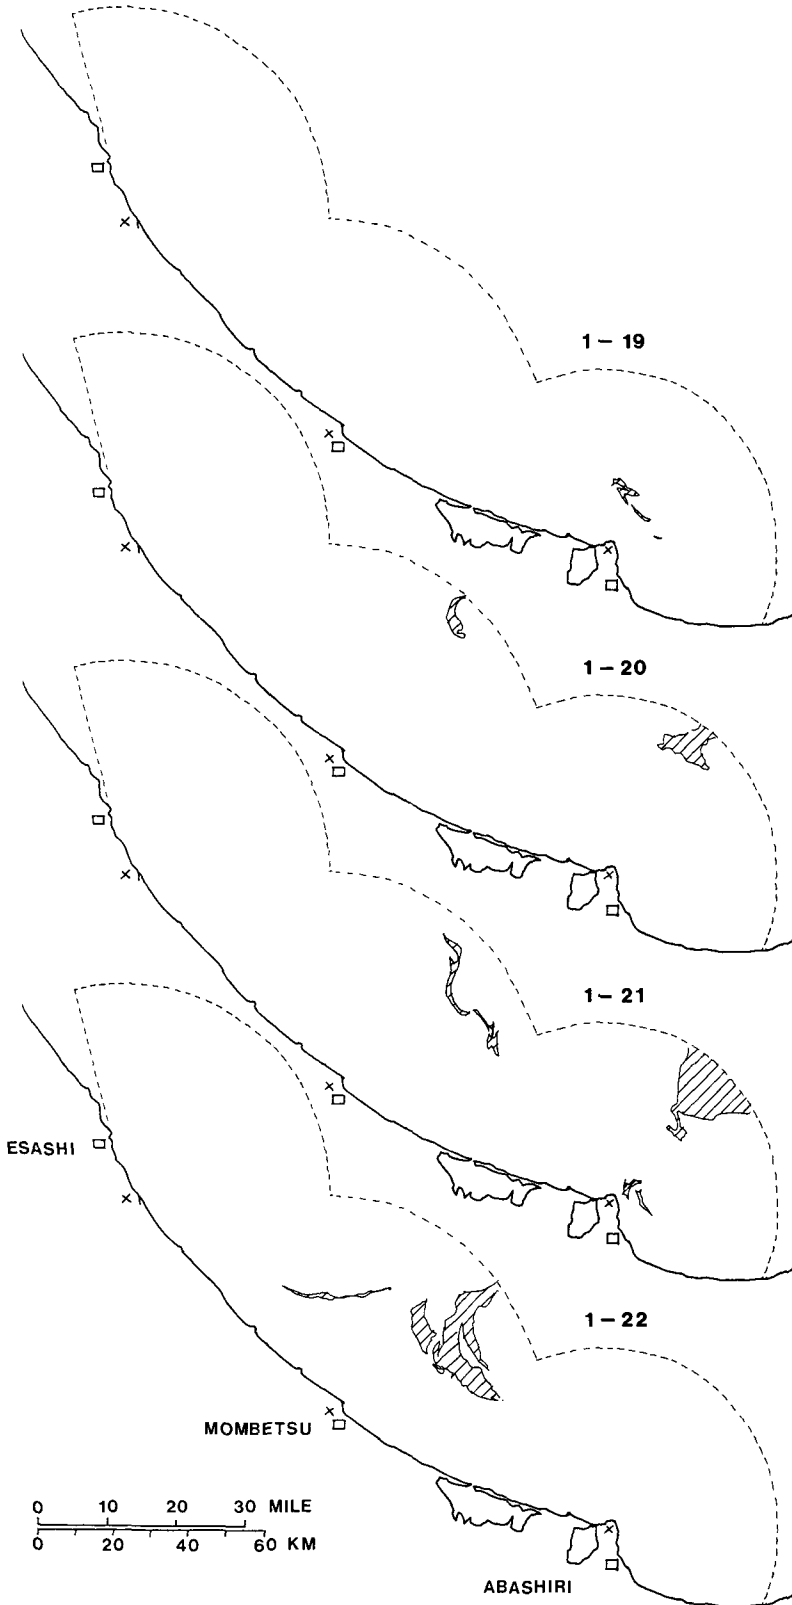 1 – 19
1 – 20
1 – 21
ESASHI
1 – 22
MOMBETSU
0 10 20 30 MILE
0 20 40 60 KM
ABASHIRI